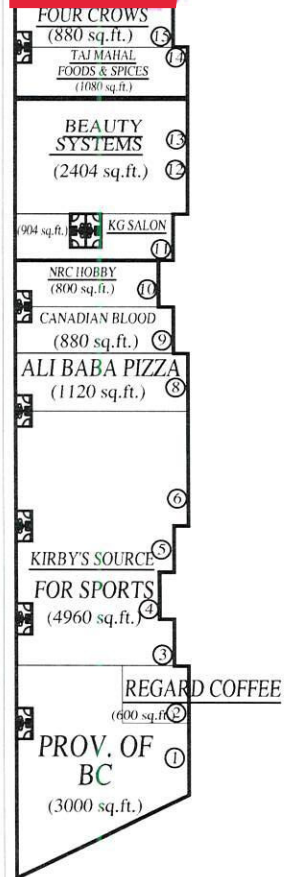 FOUR CROWS
(880 sq.ft.)
15
TAJ MAHAL
14
FOODS & SPICES
(1080 sq.ft.)
BEAUTY
13
SYSTEMS
(2404 sq.ft.)
12
(904 sq.ft.)
KG SALON
11
NRC HOBBY
(800 sq.ft.)
10
CANADIAN BLOOD
(880 sq.ft.)
9
ALI BABA PIZZA
(1120 sq.ft.)
8
6
KIRBY'S SOURCE
5
FOR SPORTS
4
(4960 sq.ft.)
3
REGARD COFFEE
(600 sq.ft.)
2
PROV. OF
1
BC
(3000 sq.ft.)